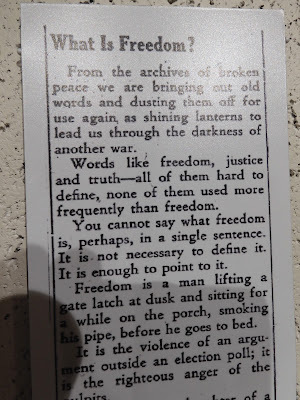 What Is Freedom?
From the archives of broken
peace we are bringing out old
words and dusting them off for
use again, as shining lanterns to
lead us through the darkness of
another war.
Words like freedom, justice
and truth—all of them hard to
define, none of them used more
frequently than freedom.
You cannot say what freedom
is, perhaps, in a single sentence.
It is not necessary to define it.
It is enough to point to it.
Freedom is a man lifting a
gate latch at dusk and sitting for
a while on the porch, smoking
his pipe, before he goes to bed.
It is the violence of an argu-
ment outside an election poll; it
is the righteous anger of the
pulpits.